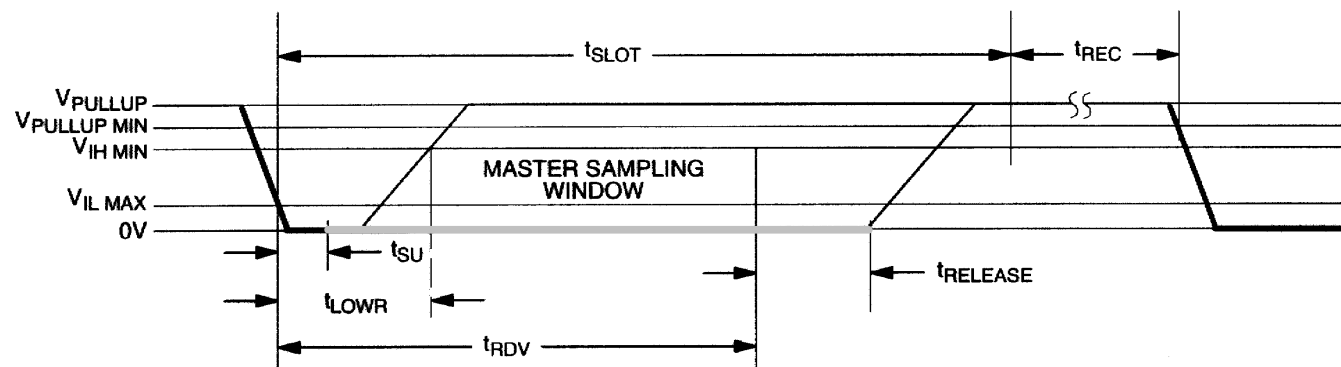 tSLOT
tREC
VPULLUP
VPULLUP MIN
VIH MIN
MASTER SAMPLING
WINDOW
VIL MAX
0V
tSU
tRELEASE
tLOWR
tRDV